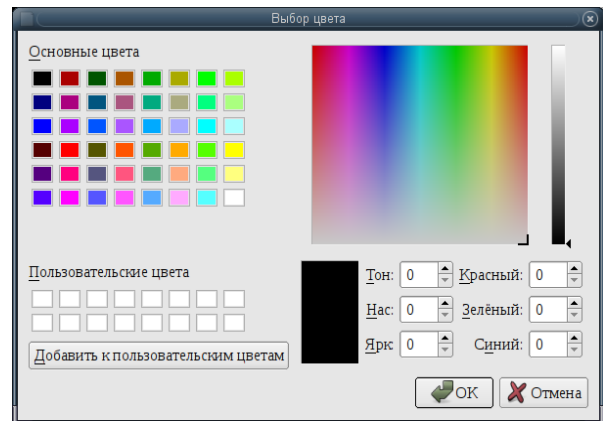 Выбор цвета
Основные цвета
Пользовательские цвета
Добавить к пользовательским цветам
Тон: 0 Красный: 0
Нас: 0 Зелёный: 0
Ярк: 0 Синий: 0
OK Отмена